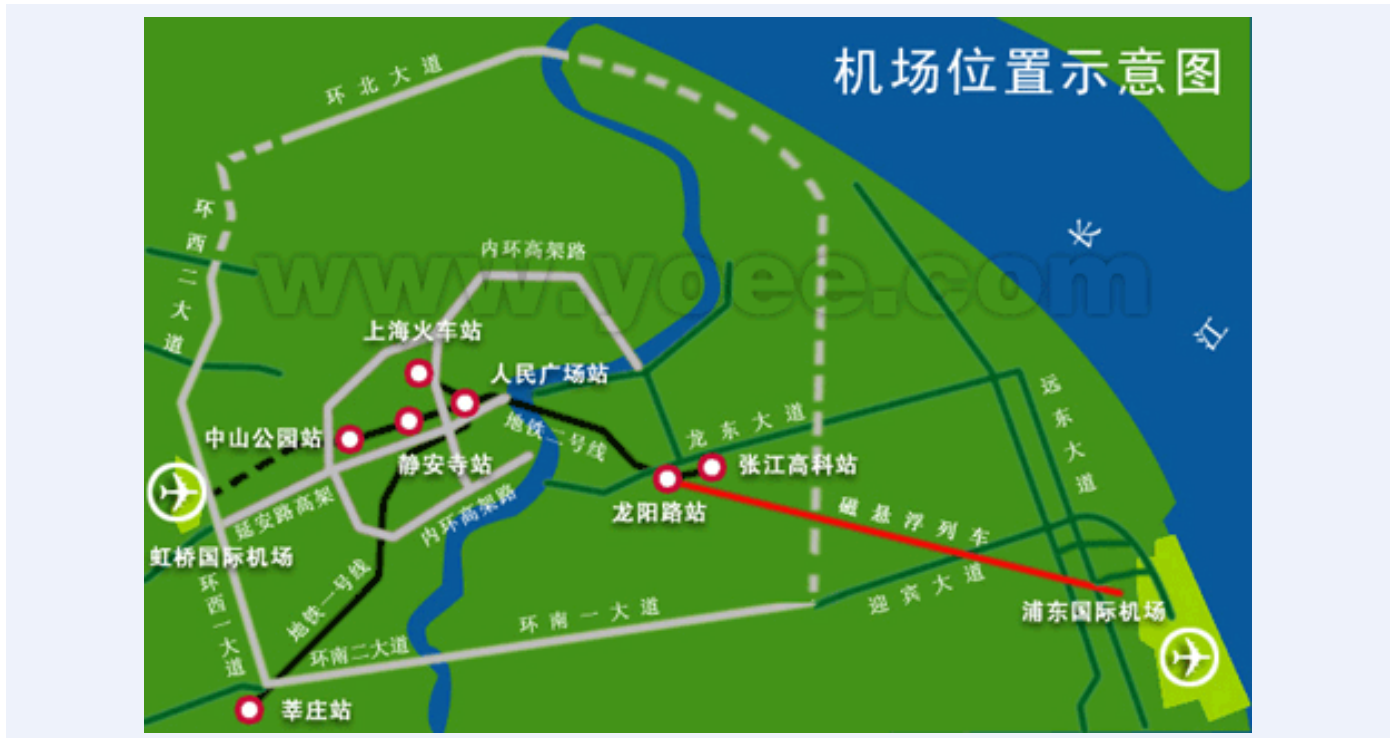 机场位置示意图
环北大道
环西二大道
长江
内环高架路
www.yoee.com
上海火车站
人民广场站
地铁二号线
中山公园站
静安寺站
龙东大道
远东大道
张江高科站
龙阳路站
延安路高架
内环高架路
磁悬浮列车
虹桥国际机场
环西一大道
地铁一号线
迎宾大道
浦东国际机场
环南一大道
环南二大道
莘庄站